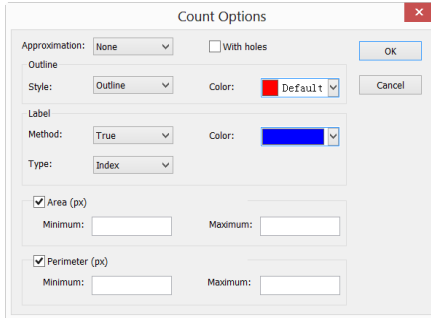 Count Options
Approximation: None With holes OK
Outline
Style: Outline Color: Default Cancel
Label
Method: True Color:
Type: Index
Area (px)
Minimum: Maximum:
Perimeter (px)
Minimum: Maximum: